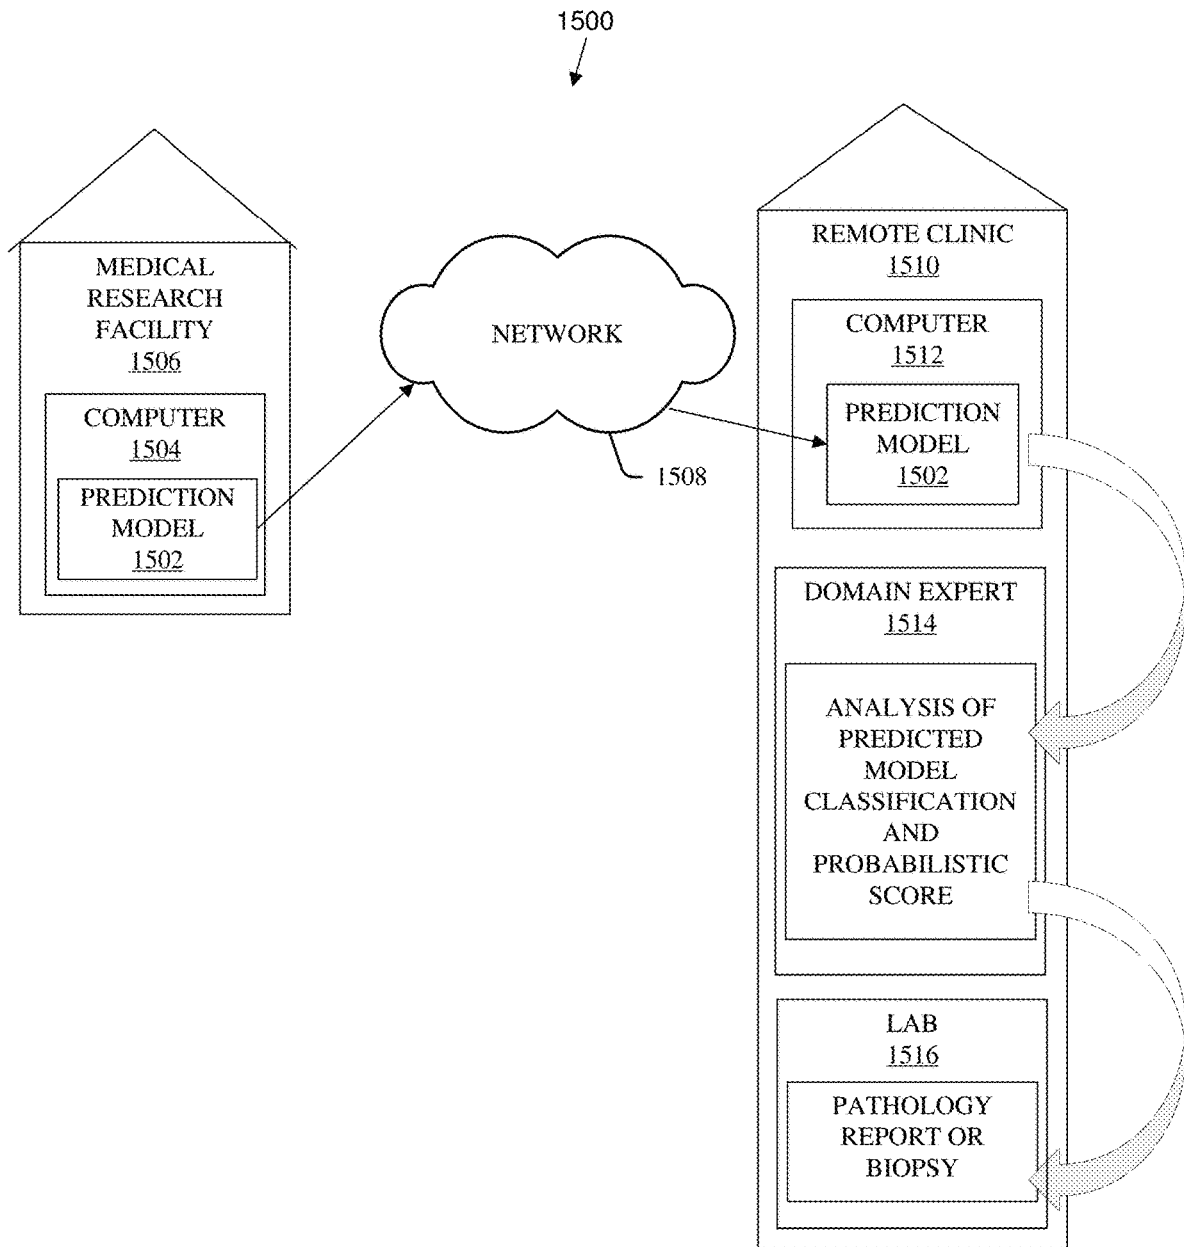 1500
MEDICAL
RESEARCH
FACILITY
1506
COMPUTER
1504
PREDICTION
MODEL
1502
NETWORK
1508
REMOTE CLINIC
1510
COMPUTER
1512
PREDICTION
MODEL
1502
DOMAIN EXPERT
1514
ANALYSIS OF
PREDICTED
MODEL
CLASSIFICATION
AND
PROBABILISTIC
SCORE
LAB
1516
PATHOLOGY
REPORT OR
BIOPSY